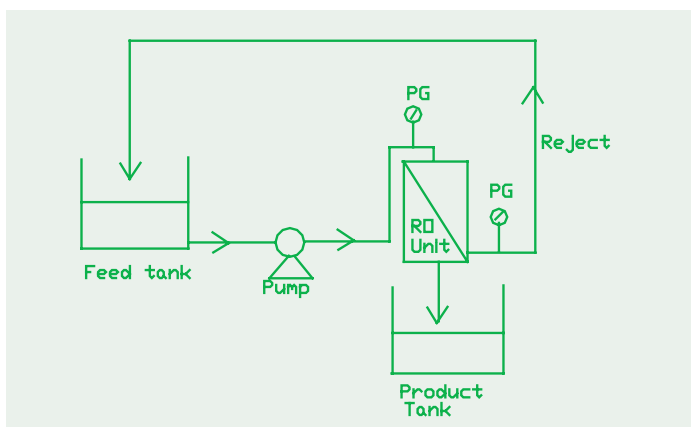 PG
Reject
PG
RO
Unit
Feed tank
Pump
Product
Tank